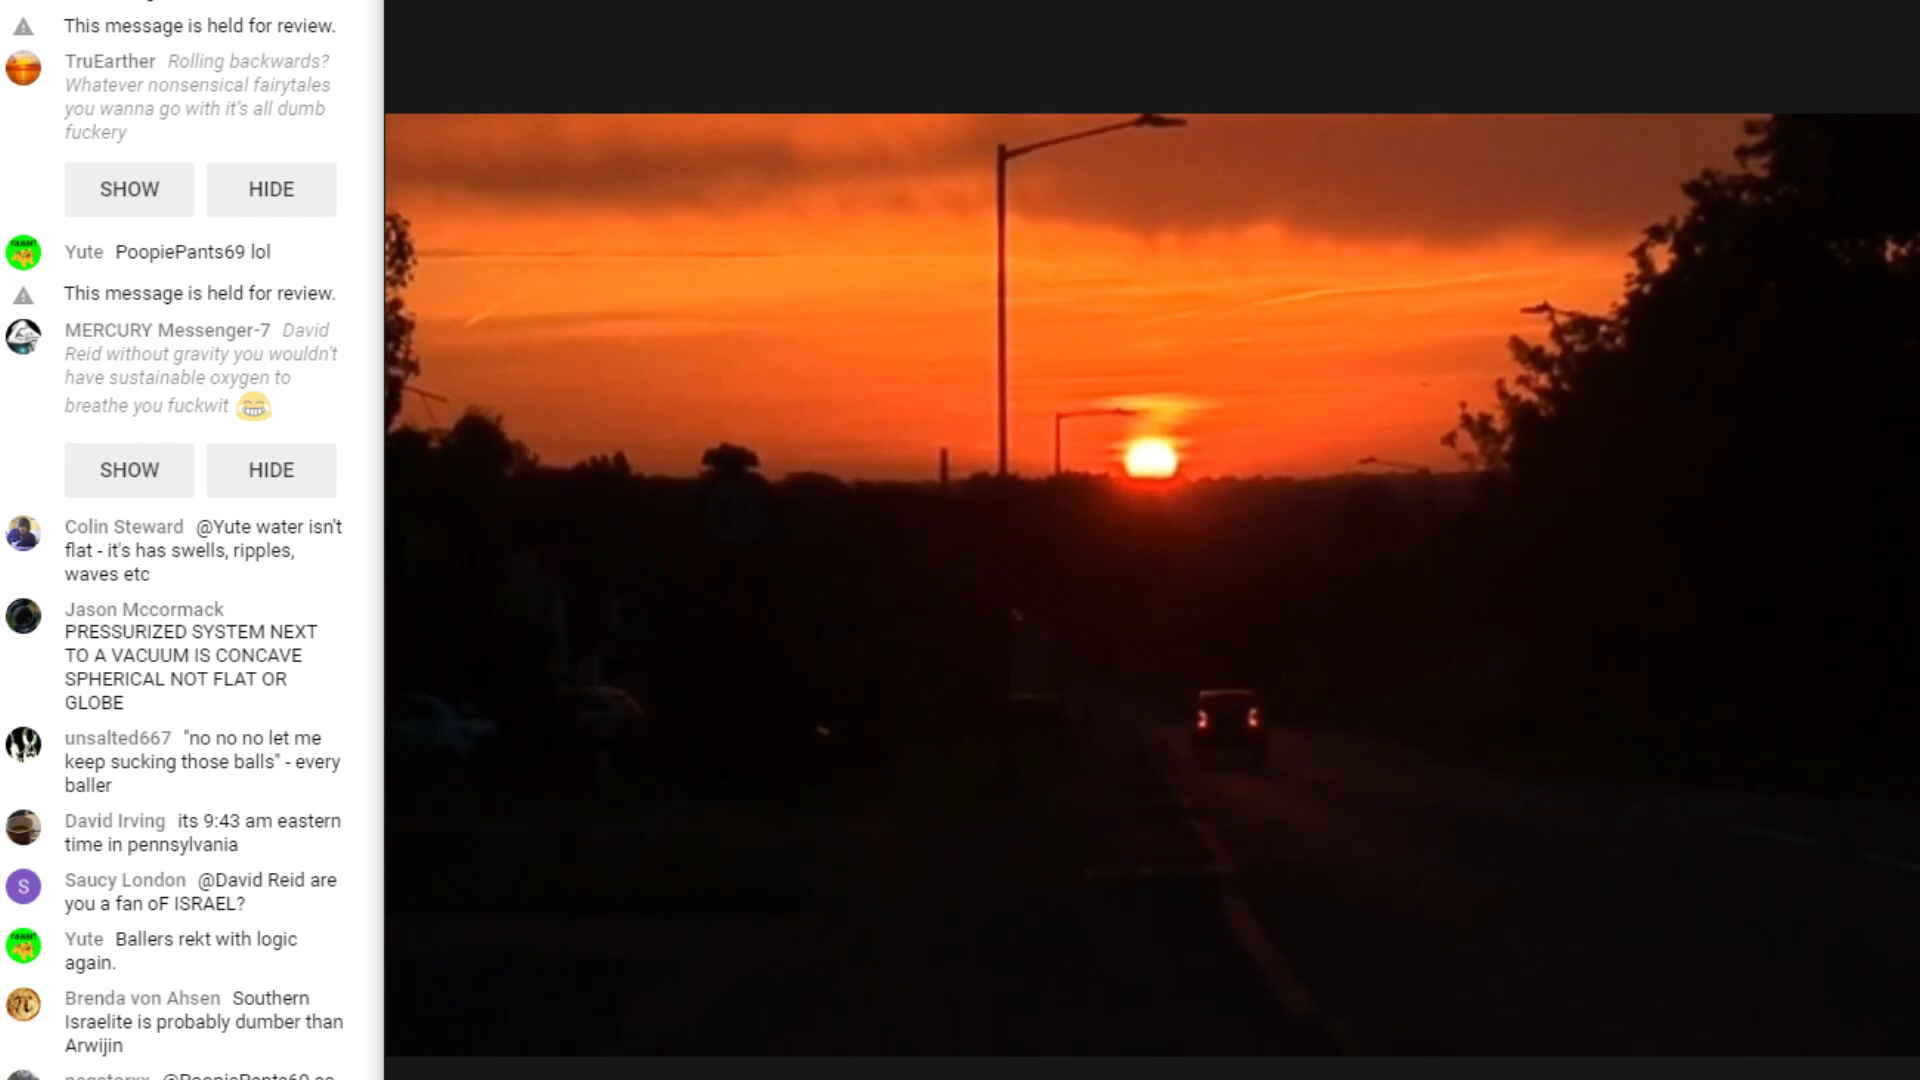 This message is held for review.
TruEarther Rolling backwards?
Whatever nonsensical fairytales
you wanna go with it's all dumb
fuckery
SHOW HIDE
Yute PoopiePants69 lol
This message is held for review.
MERCURY Messenger-7 David
Reid without gravity you wouldn't
have sustainable oxygen to
breathe you fuckwit
SHOW HIDE
Colin Steward @Yute water isn't
flat - it's has swells, ripples,
waves etc
Jason Mccormack
PRESSURIZED SYSTEM NEXT
TO A VACUUM IS CONCAVE
SPHERICAL NOT FLAT OR
GLOBE
unsalted667 "no no no let me
keep sucking those balls" - every
baller
David Irving its 9:43 am eastern
time in pennsylvania
S
Saucy London @David Reid are
you a fan oF ISRAEL?
Yute Ballers rekt with logic
again.
Brenda von Ahsen Southern
Israelite is probably dumber than
Arwijin
@PoopiePants69 so